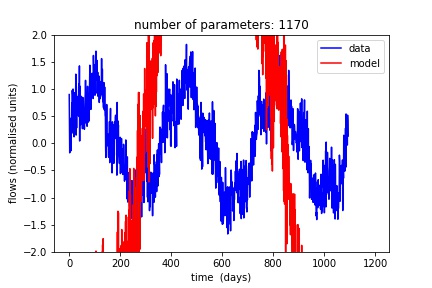 number of parameters: 1170
2.0
1.5
1.0
0.5
0.0
−0.5
−1.0
−1.5
−2.0
flows (normalised units)
data
model
0 200 400 600 800 1000 1200
time (days)